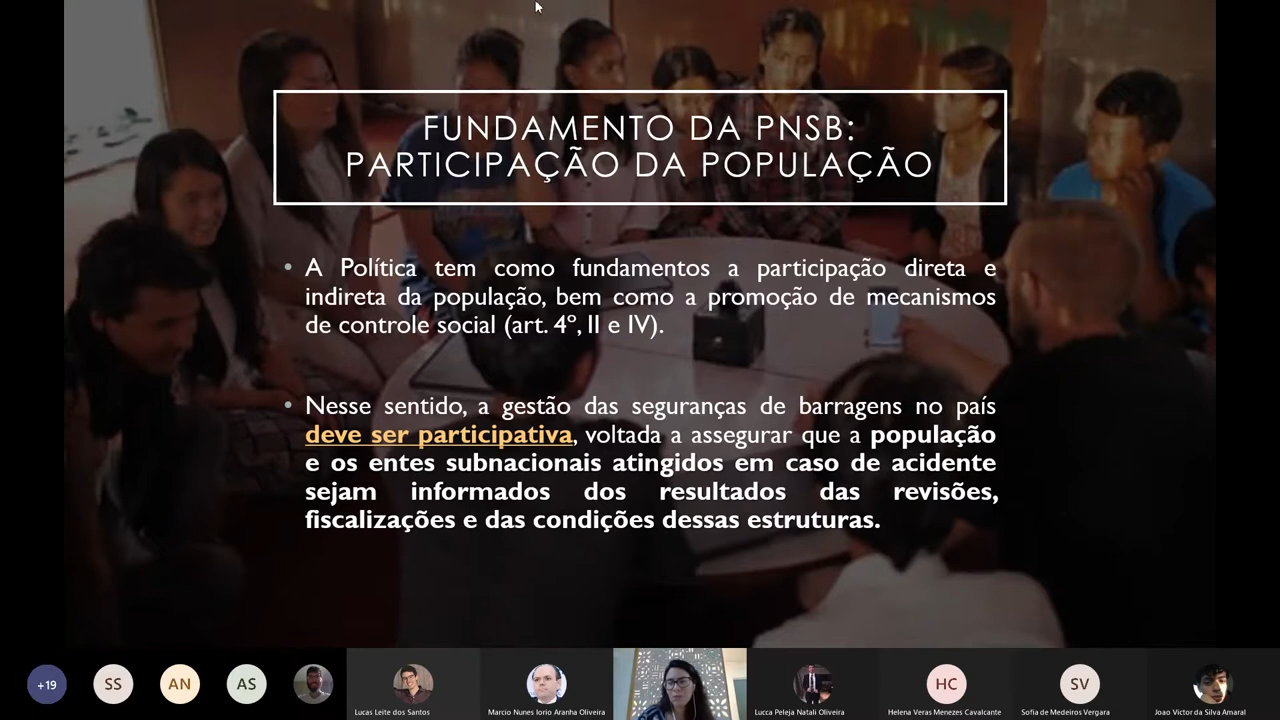 FUNDAMENTO DA PNSB:
PARTICIPAÇÃO DA POPULAÇÃO
• A Política tem como fundamentos a participação direta e
indireta da população, bem como a promoção de mecanismos
de controle social (art. 4º, II e IV).
• Nesse sentido, a gestão das seguranças de barragens no país
deve ser participativa, voltada a assegurar que a população
e os entes subnacionais atingidos em caso de acidente
sejam informados dos resultados das revisões,
fiscalizações e das condições dessas estruturas.
+19
SS
AN
AS
Lucas Leite dos Santos
Marcio Nunes Iorio Aranha Oliveira
Lucca Peleja Natali Oliveira
HC
Helena Veras Menezes Cavalcante
SV
Sofia de Medeiros Vergara
Joao Victor da Silva Amaral